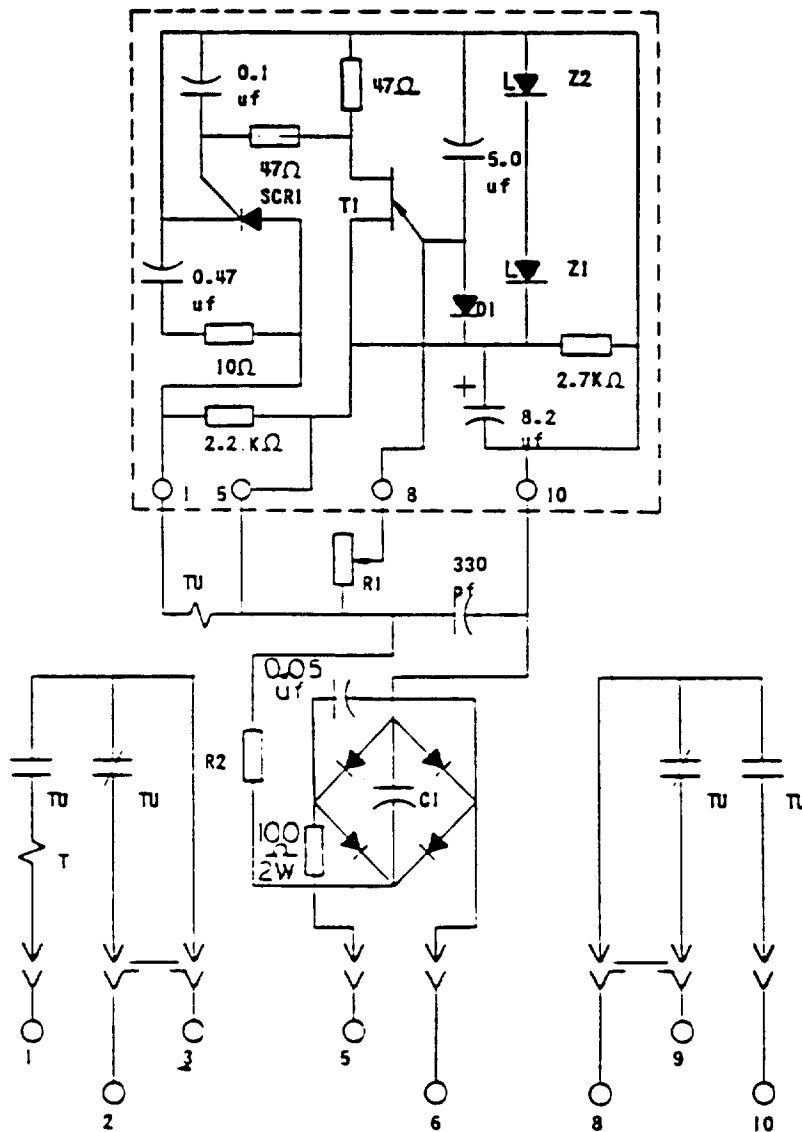 0.1
uf
47Ω
L Z2
47Ω
SCR1
T1
5.0
uf
0.47
uf
L Z1
D1
10Ω
2.7KΩ
+
2.2 KΩ
8.2
uf
1 5 8 10
TU
R1
330
pf
0.05
uf
R2
C1
TU TU
TU TU
T
100
Ω
2W
1 3 5 9
2 6 8 10